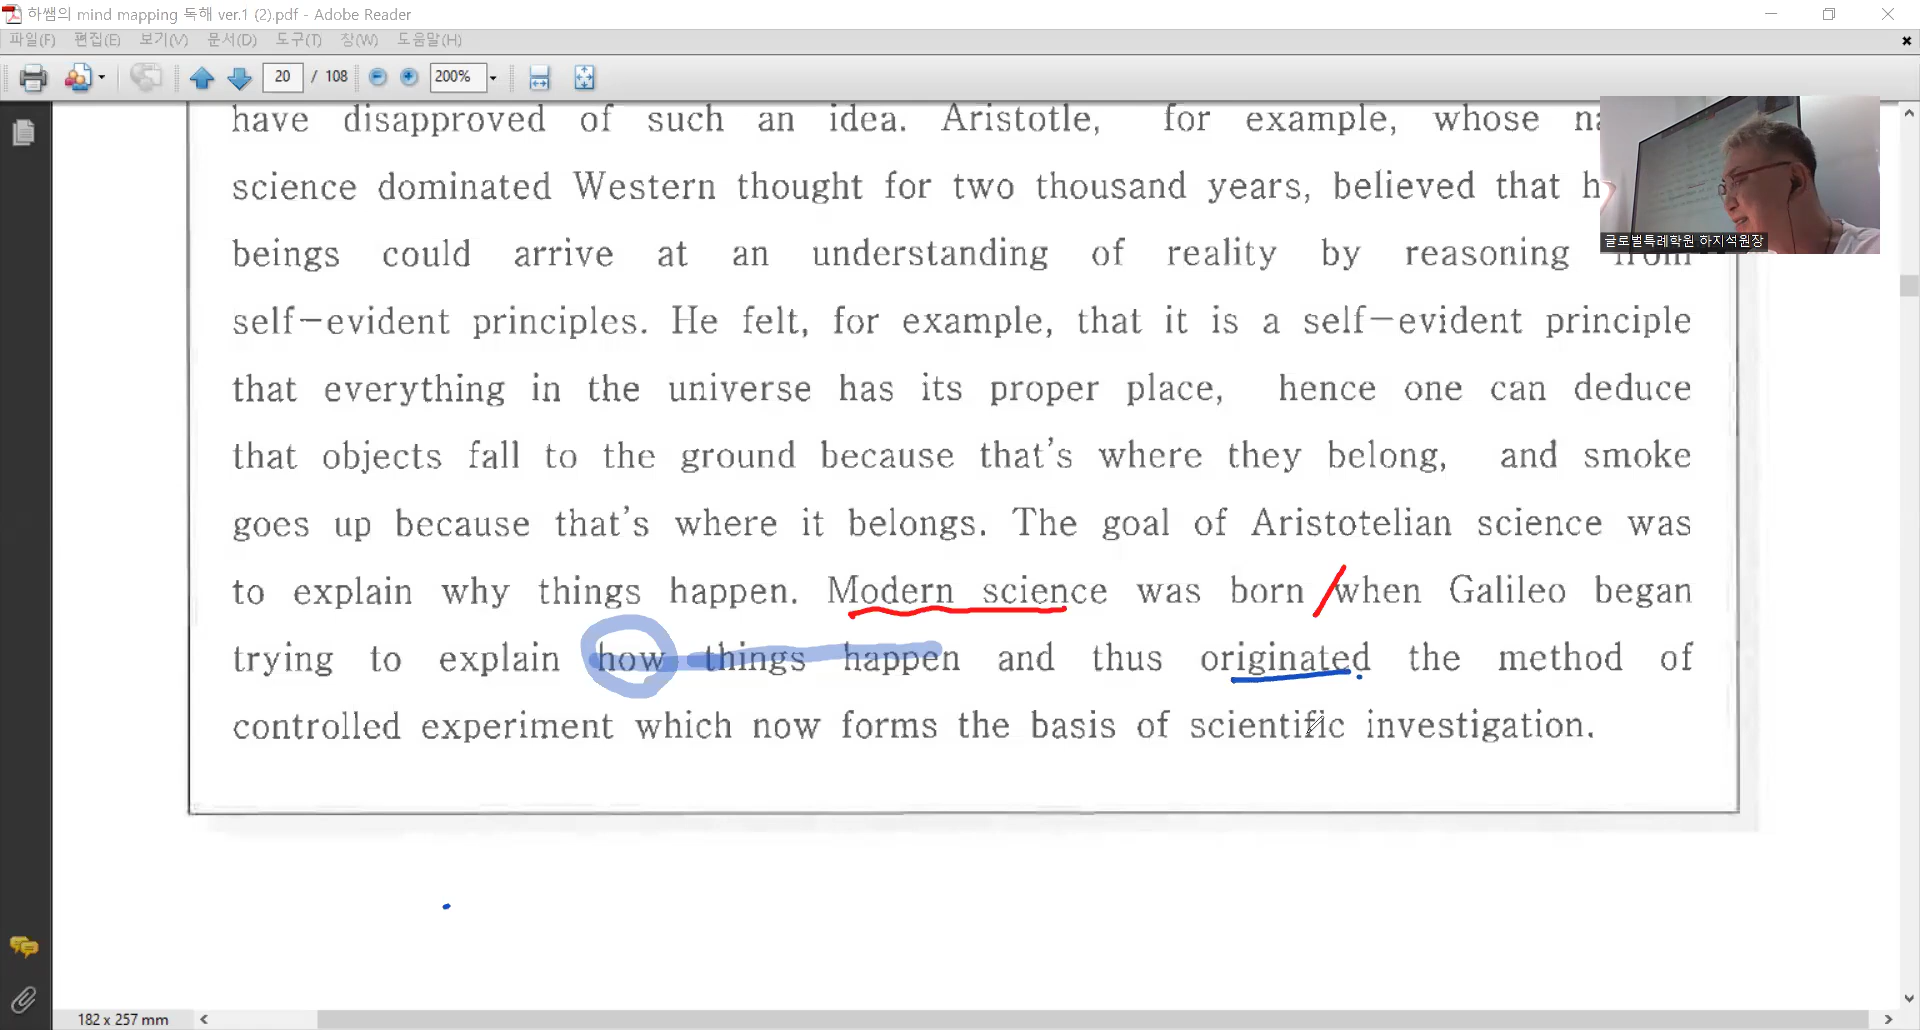 하쌤의 mind mapping 독해 ver.1 (2).pdf - Adobe Reader
파일(F) 편집(E) 보기(V) 문서(D) 도구(T) 창(W) 도움말(H)
20 / 108 200%
have disapproved of such an idea. Aristotle, for example, whose
science dominated Western thought for two thousand years, believed that
beings could arrive at an understanding of reality by reasoning from
self-evident principles. He felt, for example, that it is a self-evident principle
that everything in the universe has its proper place, hence one can deduce
that objects fall to the ground because that's where they belong, and smoke
goes up because that's where it belongs. The goal of Aristotelian science was
to explain why things happen. Modern science was born when Galileo began
trying to explain how things happen and thus originated the method of
controlled experiment which now forms the basis of scientific investigation.
글로벌특례학원 하지석원장
182 x 257 mm